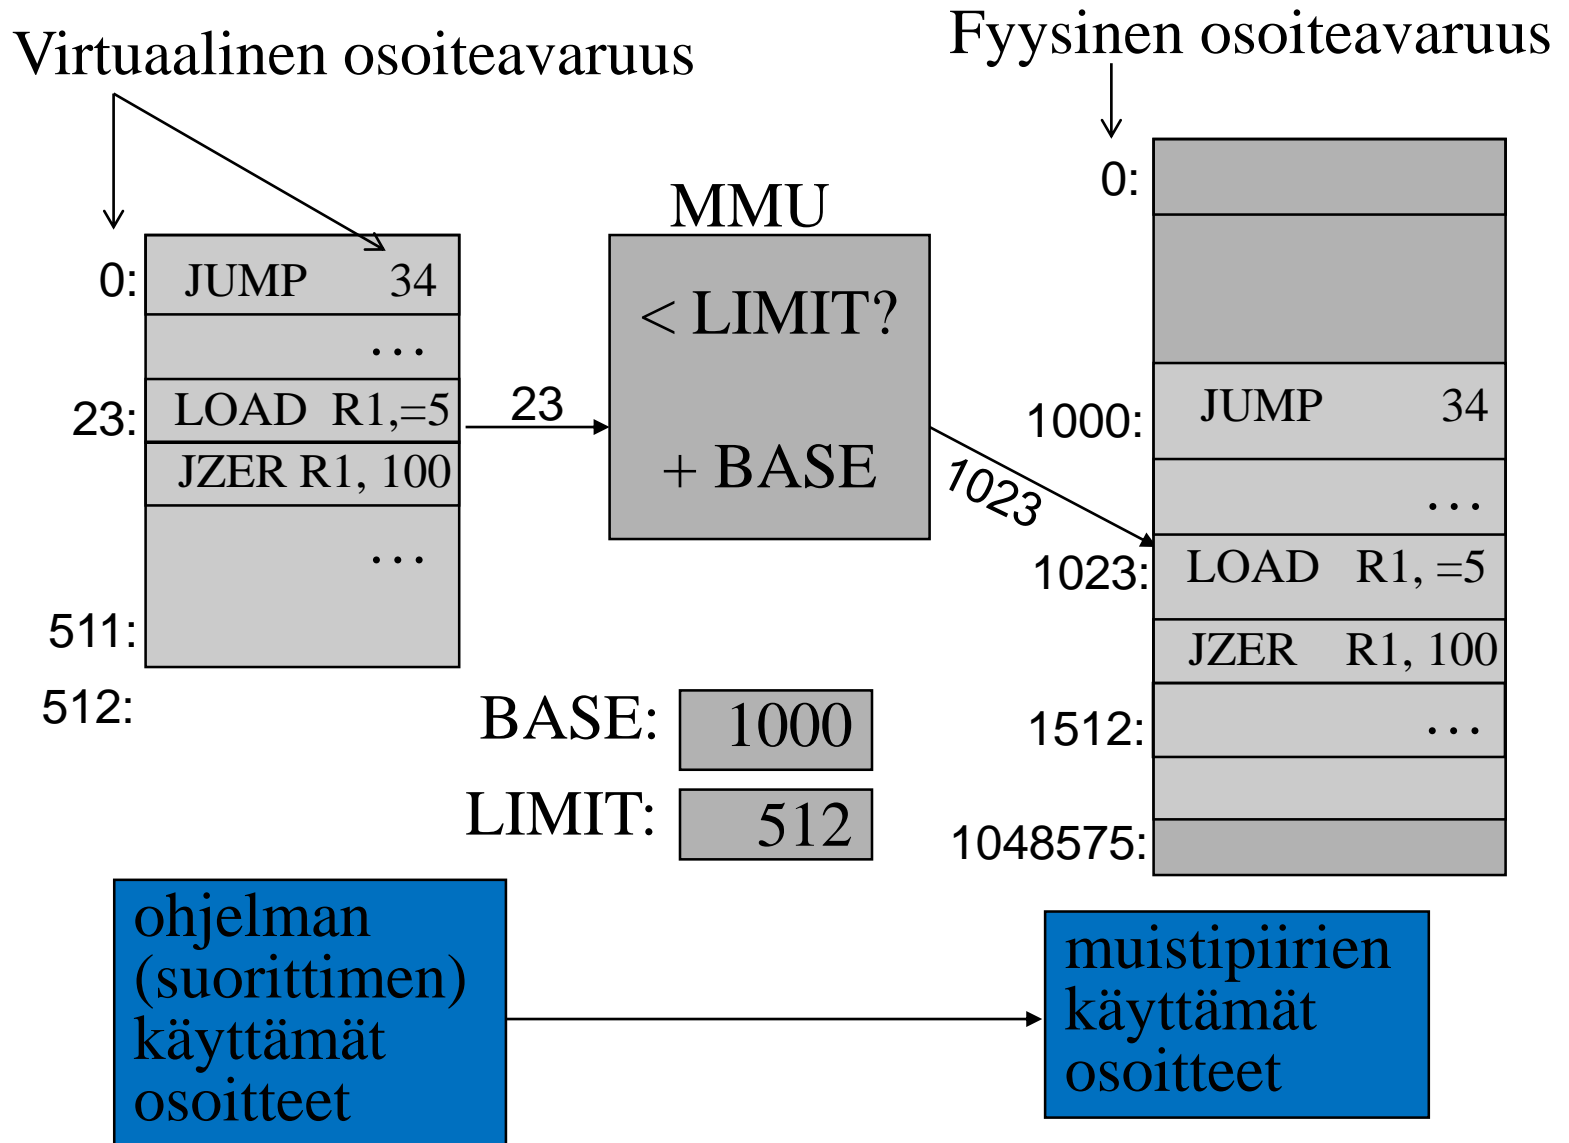 Virtuaalinen osoiteavaruus
0: JUMP 34
...
23: LOAD R1,=5
JZER R1, 100
...
511:
512:
23
MMU
< LIMIT?
+ BASE
1023
BASE: 1000
LIMIT: 512
Fyysinen osoiteavaruus
0:
1000: JUMP 34
...
1023: LOAD R1, =5
JZER R1, 100
1512: ...
1048575:
ohjelman
(suorittimen)
käyttämät
osoitteet
muistipiirien
käyttämät
osoitteet